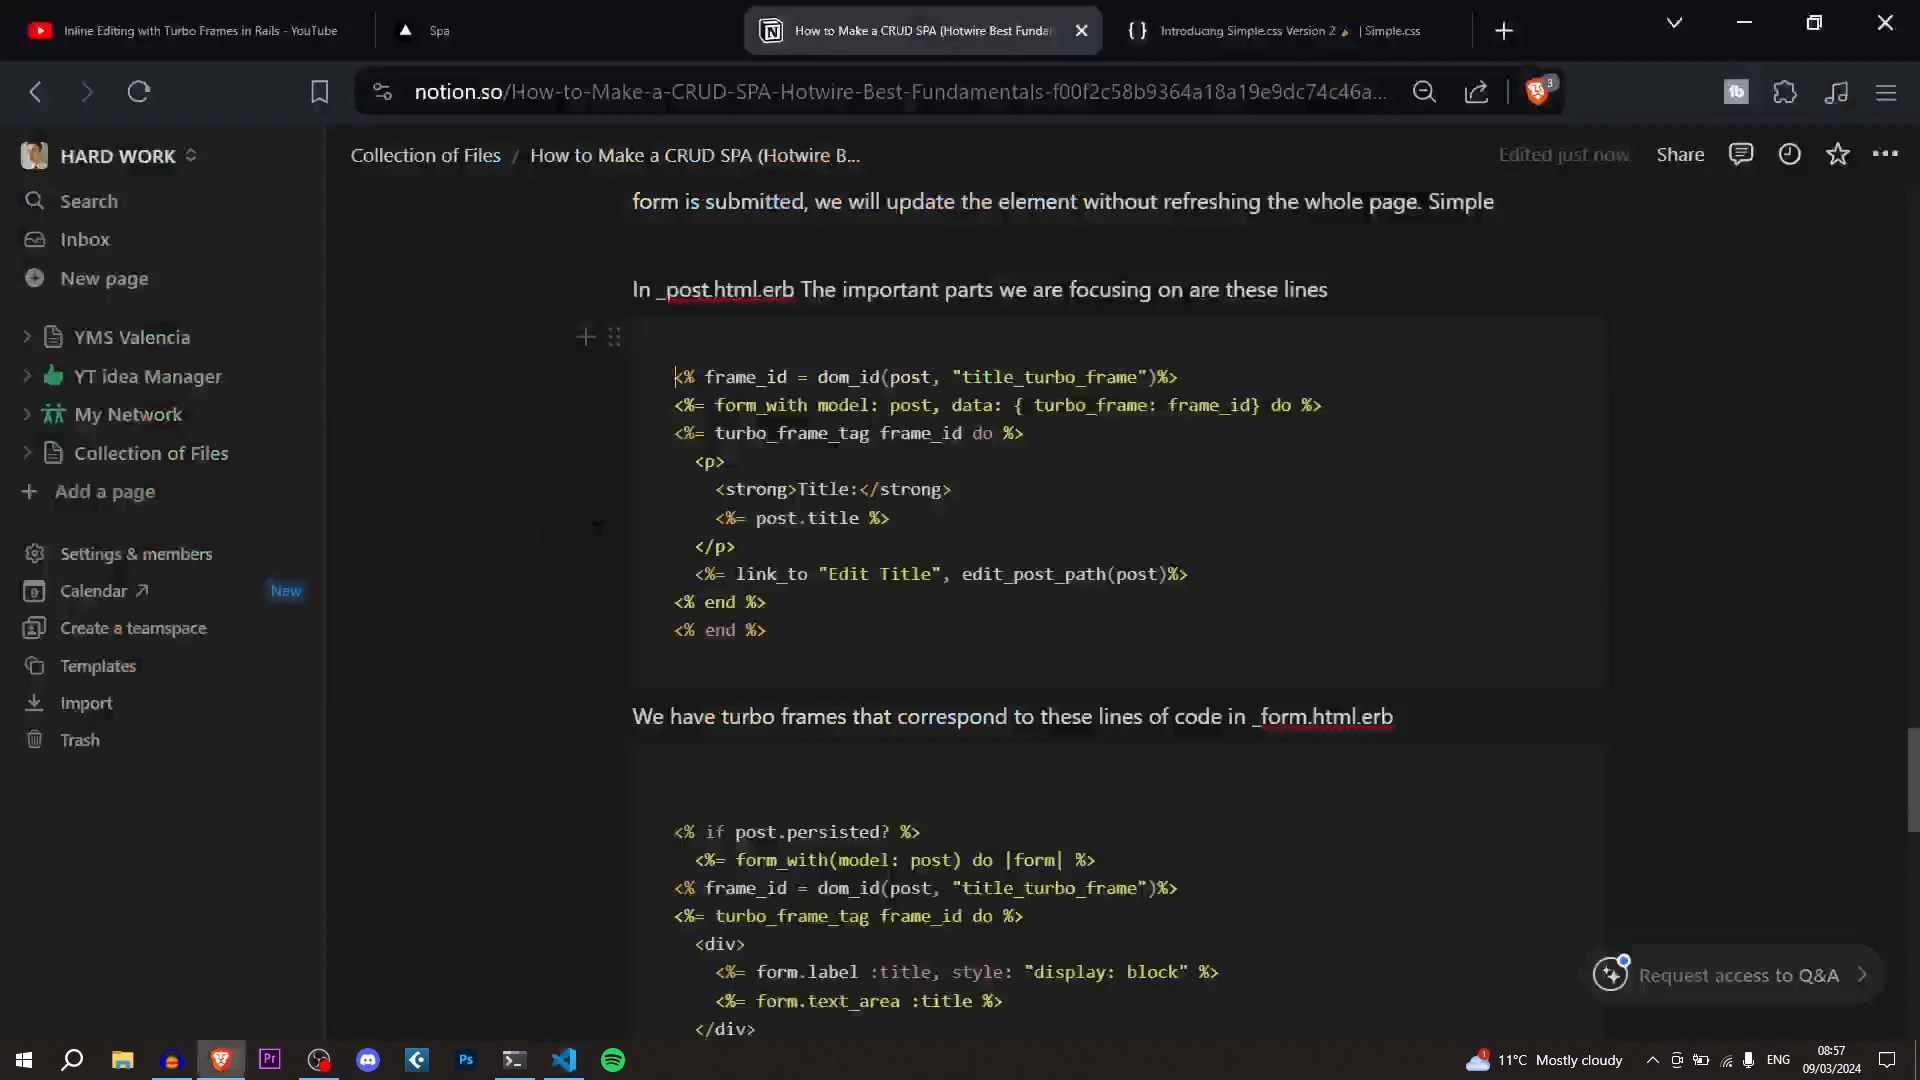 Inline Editing with Turbo Frames in Rails - YouTube
Spa
How to Make a CRUD SPA (Hotwire Best Funda
Introducing Simple.css Version 2 | Simple.css
notion.so/How-to-Make-a-CRUD-SPA-Hotwire-Best-Fundamentals-f00f2c58b9364a18a19e9dc74c46a...
3
HARD WORK
Collection of Files / How to Make a CRUD SPA (Hotwire B...
Edited just now
Share
Search
Inbox
New page
YMS Valencia
YT idea Manager
My Network
Collection of Files
Add a page
Settings & members
Calendar ↗
New
Create a teamspace
Templates
Import
Trash
form is submitted, we will update the element without refreshing the whole page. Simple
In _post.html.erb The important parts we are focusing on are these lines
<% frame_id = dom_id(post, "title_turbo_frame")%>
<%= form_with model: post, data: { turbo_frame: frame_id} do %>
<%= turbo_frame_tag frame_id do %>
<p>
<strong>Title:</strong>
<%= post.title %>
</p>
<%= link_to "Edit Title", edit_post_path(post)%>
<% end %>
<% end %>
We have turbo frames that correspond to these lines of code in _form.html.erb
<% if post.persisted? %>
<%= form_with(model: post) do |form| %>
<% frame_id = dom_id(post, "title_turbo_frame")%>
<%= turbo_frame_tag frame_id do %>
<div>
<%= form.label :title, style: "display: block" %>
<%= form.text_area :title %>
</div>
Request access to Q&A
Pr
Ps
1
11°C Mostly cloudy
ENG
08:57
09/03/2024